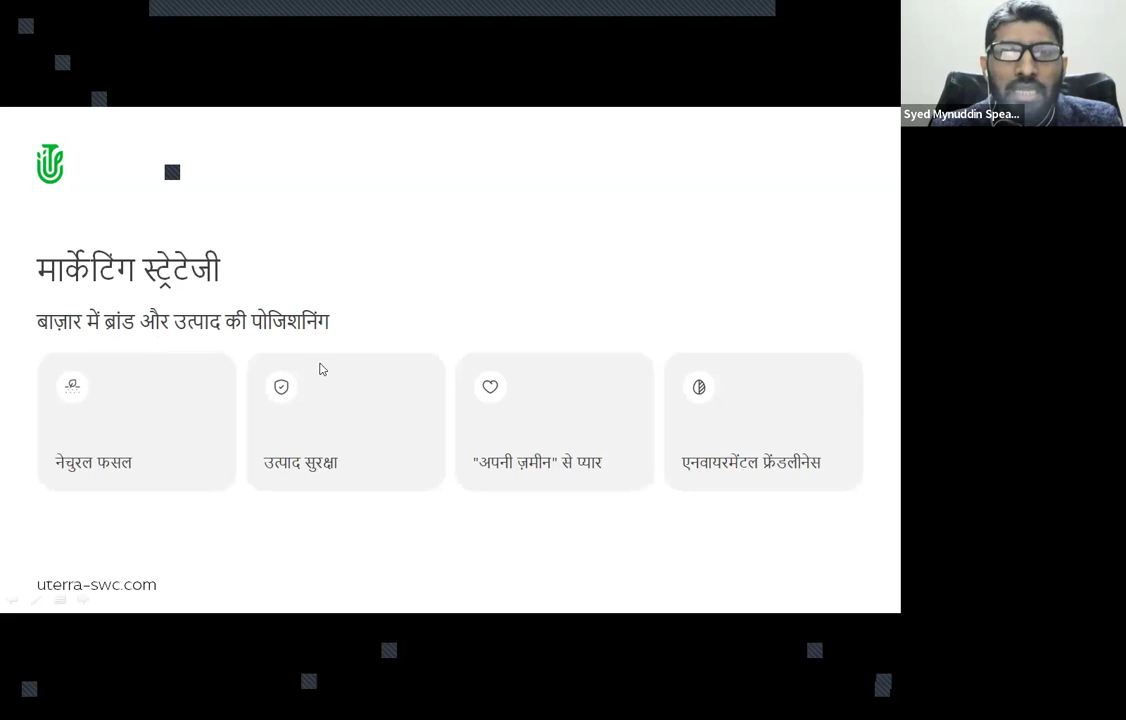 Syed Mynuddin Spea...
मार्केटिंग स्ट्रेटेजी
बाज़ार में ब्रांड और उत्पाद की पोजिशनिंग
नेचुरल फसल
उत्पाद सुरक्षा
"अपनी ज़मीन" से प्यार
एनवायरमेंटल फ्रेंडलीनेस
uterra-swc.com